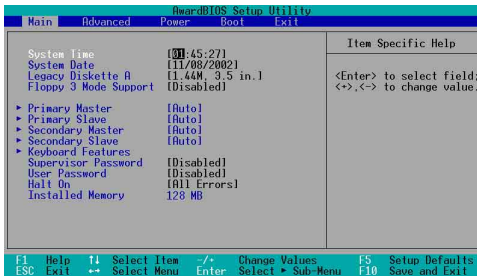 AwardBIOS Setup Utility
Main Advanced Power Boot Exit
Item Specific Help
System Time [01:45:27]
System Date [11/08/2002]
Legacy Diskette A [1.44M, 3.5 in.]
Floppy 3 Mode Support [Disabled]
<Enter> to select field;
<+>,<-> to change value.
▶ Primary Master [Auto]
▶ Primary Slave [Auto]
▶ Secondary Master [Auto]
▶ Secondary Slave [Auto]
▶ Keyboard Features
Supervisor Password [Disabled]
User Password [Disabled]
Halt On [All Errors]
Installed Memory 128 MB
F1 Help ↑↓ Select Item -/+ Change Values F5 Setup Defaults
ESC Exit ←→ Select Menu Enter Select ▶ Sub-Menu F10 Save and Exit